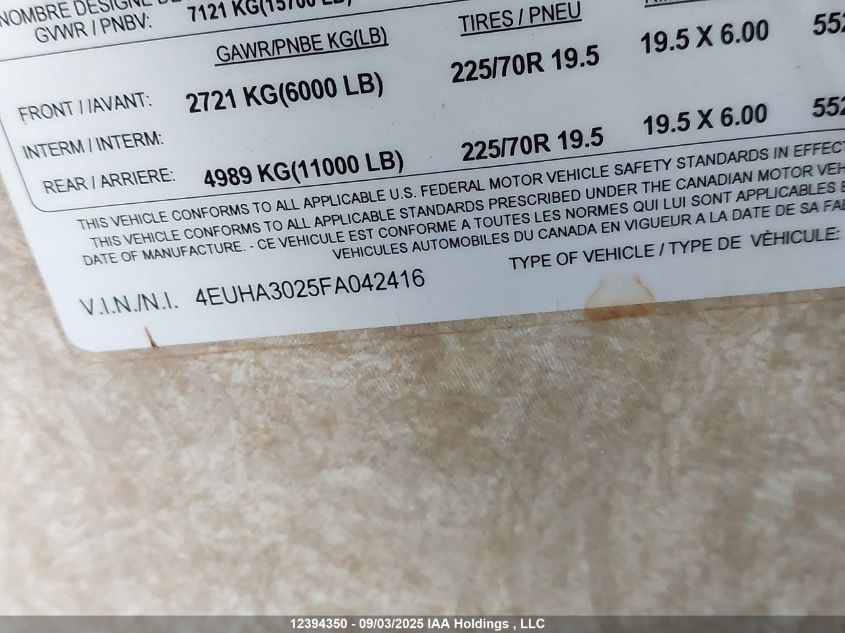 NOMBRE DESIGNE DE
GVWR / PNBV: 7121 KG(15700 LB)
GAWR/PNBE KG(LB) TIRES / PNEU
FRONT / IAVANT: 2721 KG(6000 LB) 225/70R 19.5 19.5 X 6.00 552
INTERM / INTERM:
REAR / ARRIERE: 4989 KG(11000 LB) 225/70R 19.5 19.5 X 6.00 552
THIS VEHICLE CONFORMS TO ALL APPLICABLE U.S. FEDERAL MOTOR VEHICLE SAFETY STANDARDS IN EFFECT
THIS VEHICLE CONFORMS TO ALL APPLICABLE STANDARDS PRESCRIBED UNDER THE CANADIAN MOTOR VEH
DATE OF MANUFACTURE. - CE VEHICULE EST CONFORME A TOUTES LES NORMES QUI LUI SONT APPLICABLES E
VEHICULES AUTOMOBILES DU CANADA EN VIGUEUR A LA DATE DE SA FAB
V.I.N./N.I. 4EUHA3025FA042416 TYPE OF VEHICLE / TYPE DE VÈHICULE:
12394350 - 09/03/2025 IAA Holdings , LLC